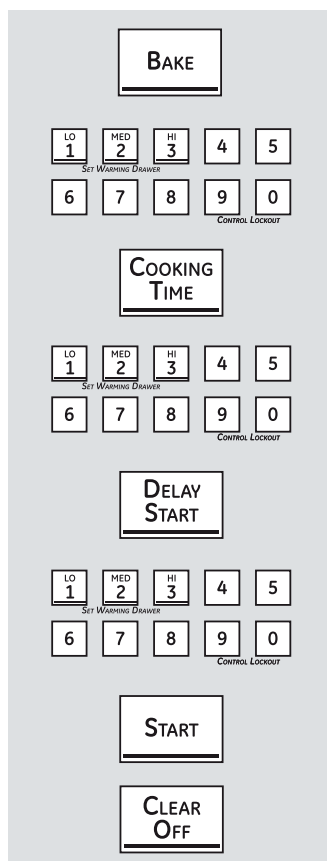 BAKE
LO MED HI
1 2 3 4 5
SET WARMING DRAWER
6 7 8 9 0
CONTROL LOCKOUT
COOKING
TIME
LO MED HI
1 2 3 4 5
SET WARMING DRAWER
6 7 8 9 0
CONTROL LOCKOUT
DELAY
START
LO MED HI
1 2 3 4 5
SET WARMING DRAWER
6 7 8 9 0
CONTROL LOCKOUT
START
CLEAR
OFF